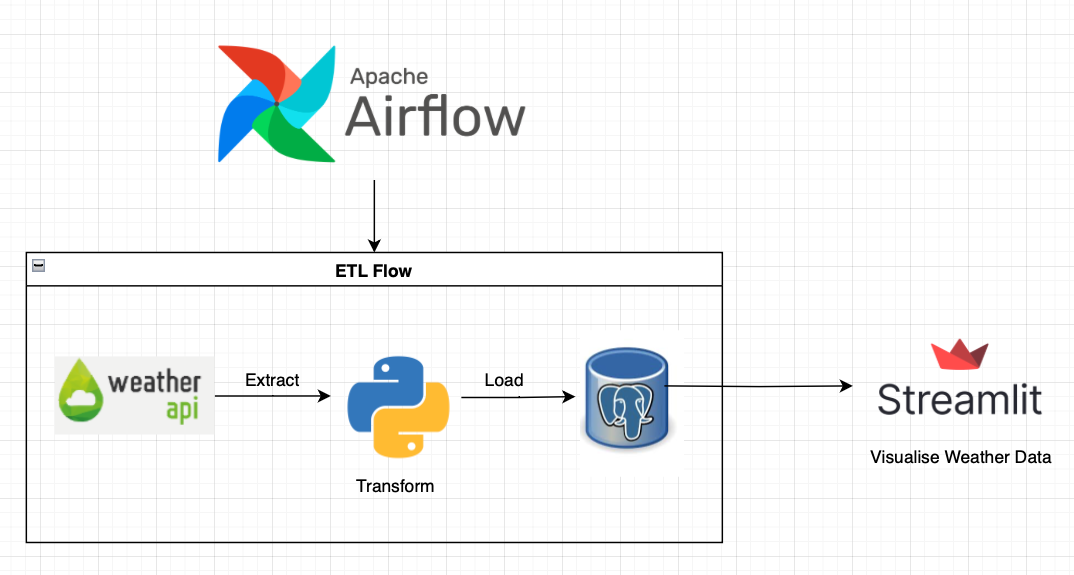 Apache
Airflow
ETL Flow
weather
api
Extract
Load
Transform
Streamlit
Visualise Weather Data